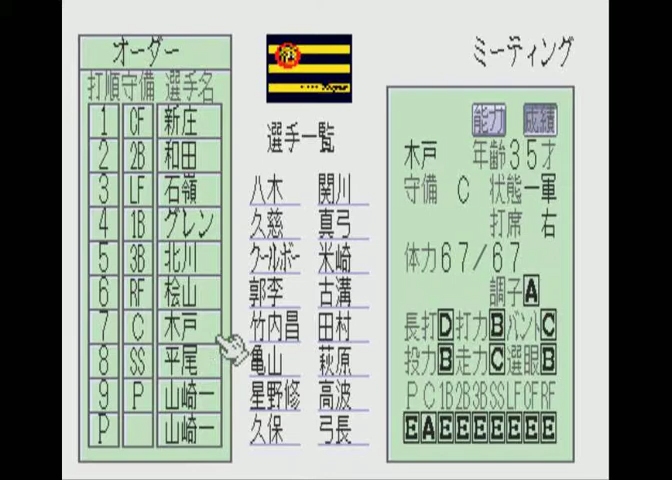 オーダー
打順守備 選手名
1 CF 新庄
2 2B 和田
3 LF 石嶺
4 1B グレン
5 3B 北川
6 RF 桧山
7 C 木戸
8 SS 平尾
9 P 山崎一
P 山崎一
選手一覧
八木 関川
久慈 真弓
クールボー 米崎
郭李 古溝
竹内昌 田村
亀山 萩原
星野修 高波
久保 弓長
ミーティング
能力 成績
木戸 年齢35才
守備 C 状態一軍
打席 右
体力67/67
調子A
長打D打力BバントC
投力B走力C選眼B
P C 1B 2B 3B SS LF CF RF
E A E E E E E E E